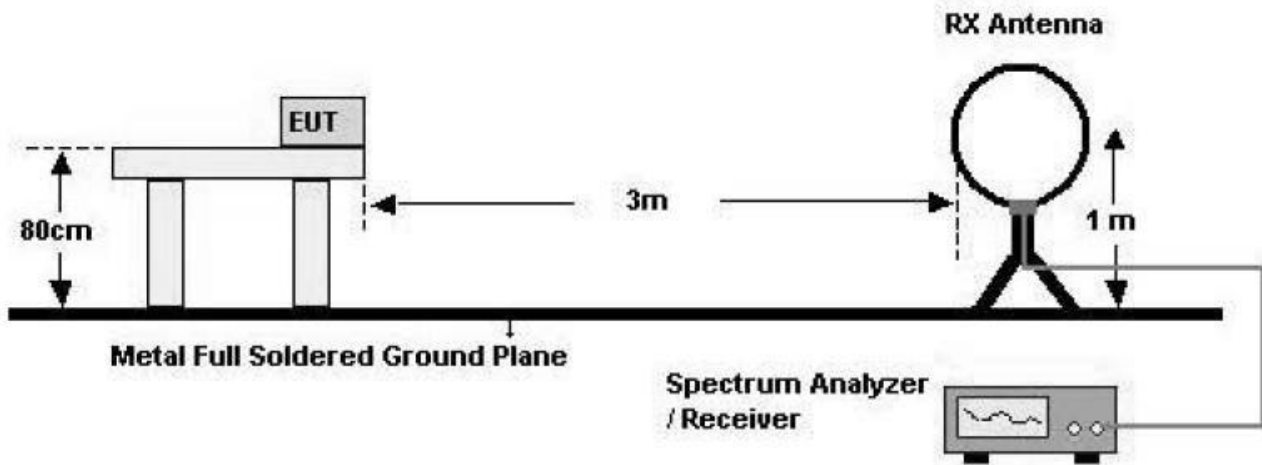 RX Antenna
EUT
80cm
3m
1 m
Metal Full Soldered Ground Plane
Spectrum Analyzer
/ Receiver